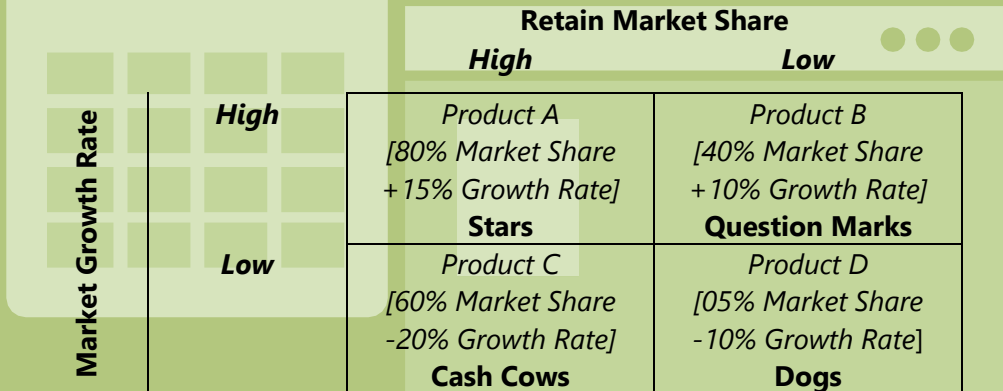 Retain Market Share
High Low
Market Growth Rate
High
Product A
[80% Market Share
+15% Growth Rate]
Stars
Product B
[40% Market Share
+10% Growth Rate]
Question Marks
Low
Product C
[60% Market Share
-20% Growth Rate]
Cash Cows
Product D
[05% Market Share
-10% Growth Rate]
Dogs